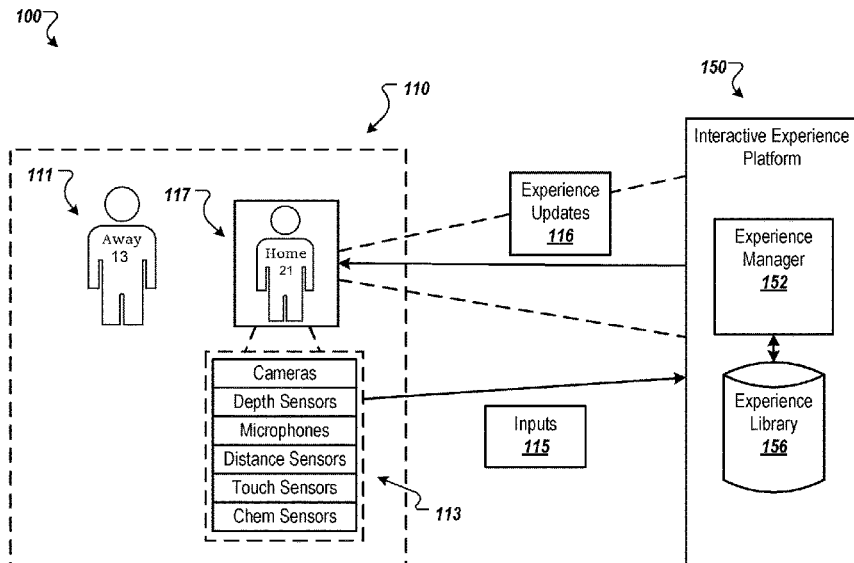 100
150
110
Interactive Experience
Platform
111
117
Experience
Updates
116
Away
13
Home
21
Experience
Manager
152
Cameras
Depth Sensors
Microphones
Distance Sensors
Touch Sensors
Chem Sensors
113
Inputs
115
Experience
Library
156